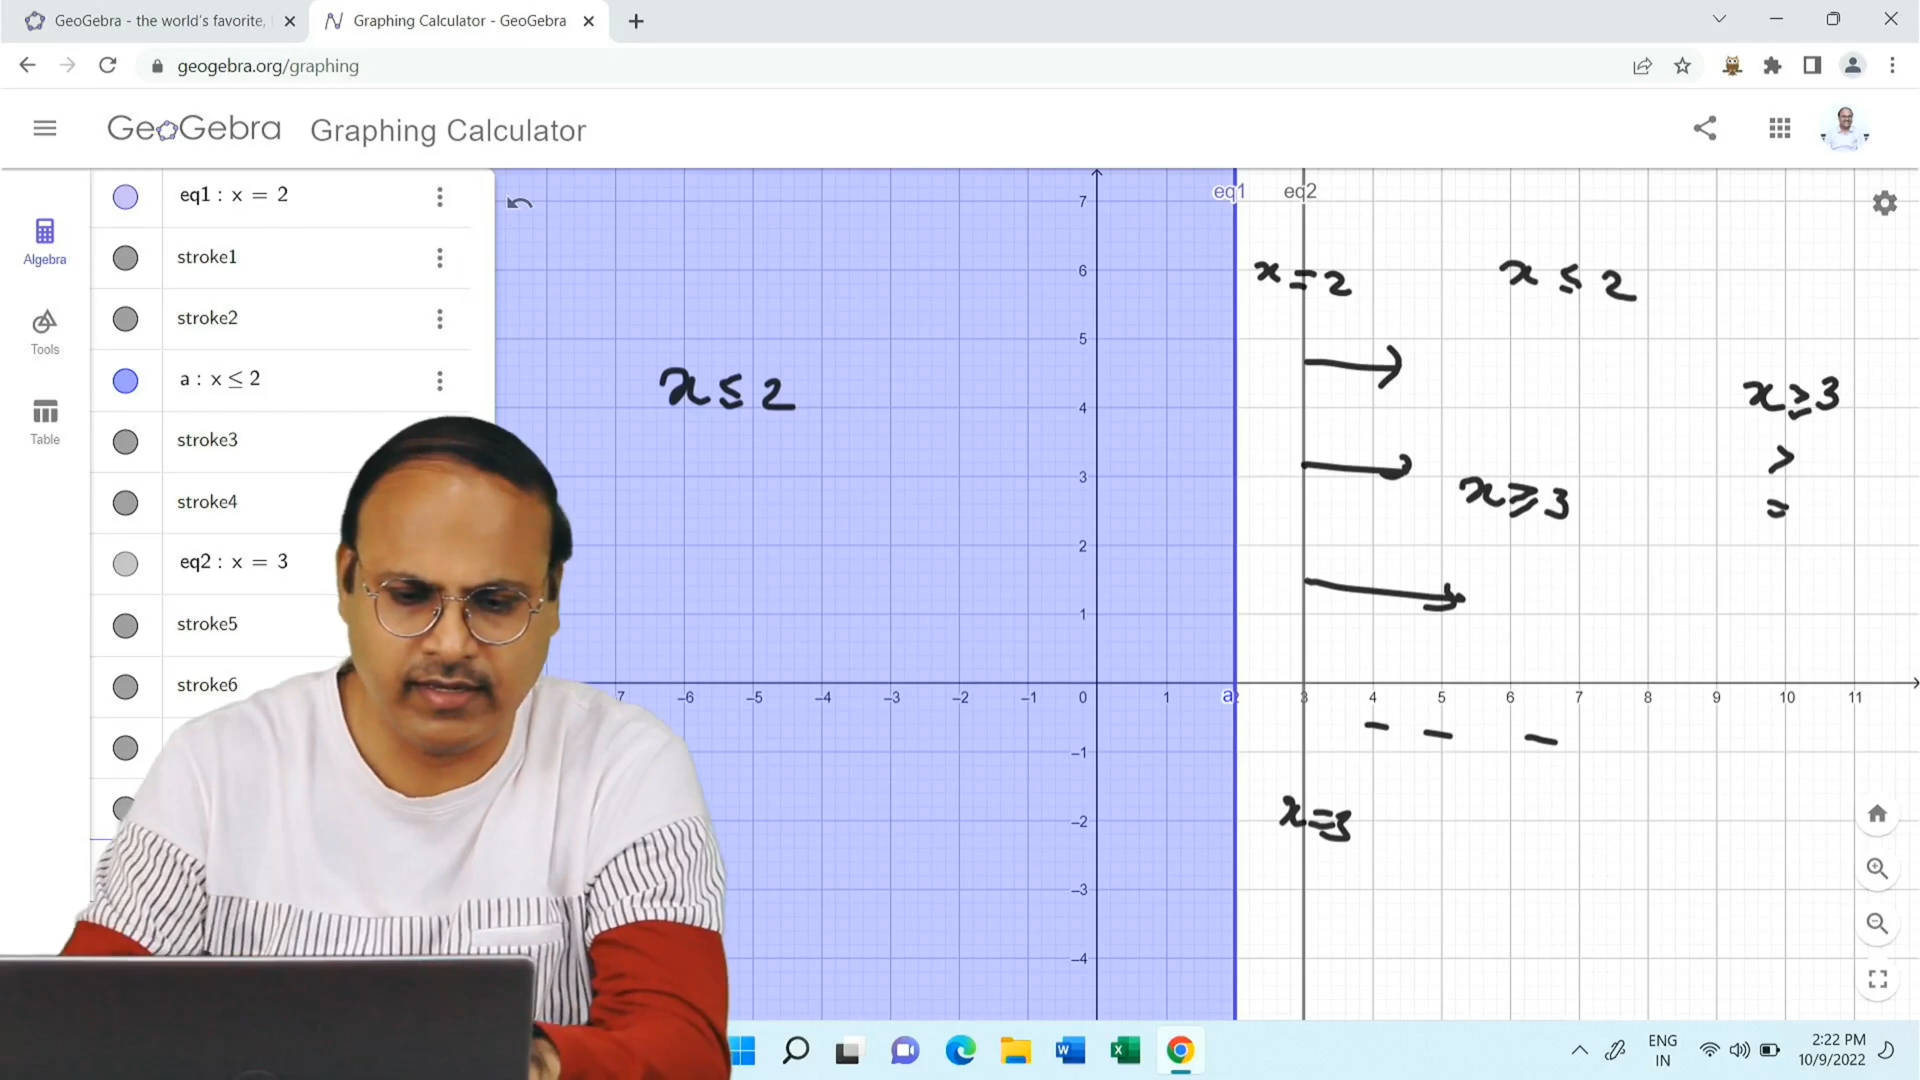 GeoGebra - the world's favorite,
Graphing Calculator - GeoGebra
geogebra.org/graphing
GeoGebra Graphing Calculator
Algebra
Tools
Table
eq1 : x = 2
stroke1
stroke2
a : x ≤ 2
stroke3
stroke4
eq2 : x = 3
stroke5
stroke6
eq1
eq2
x = 2
x ≤ 2
x ≤ 2
x ≥ 3
>
=
x ≥ 3
x = 3
a
7
6
5
4
3
2
1
7 –6 –5 –4 –3 –2 –1 0 1 3 4 5 6 7 8 9 10 11
–1
–2
–3
–4
ENG
IN
2:22 PM
10/9/2022